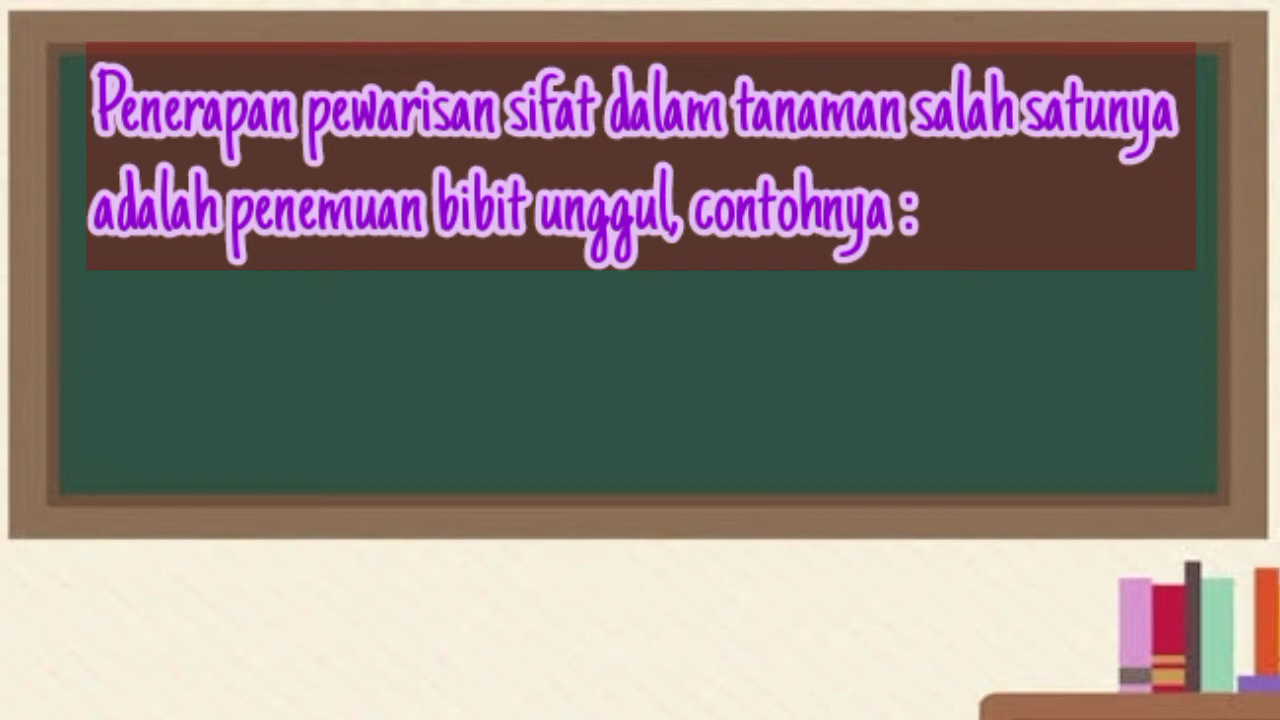 Penerapan pewarisan sifat dalam tanaman salah satunya
adalah penemuan bibit unggul, contohnya :